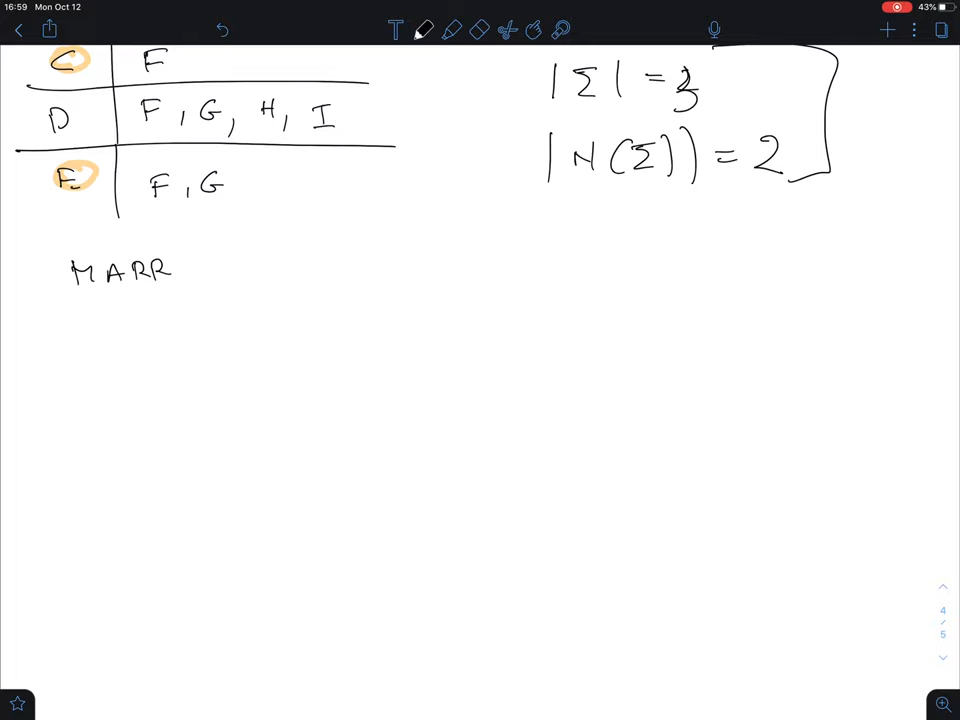 16:59 Mon Oct 12
43%
T
C F
|Σ| = 3
D F, G, H, I
|N(Σ)| = 2
E F, G
MARR
4
/
5